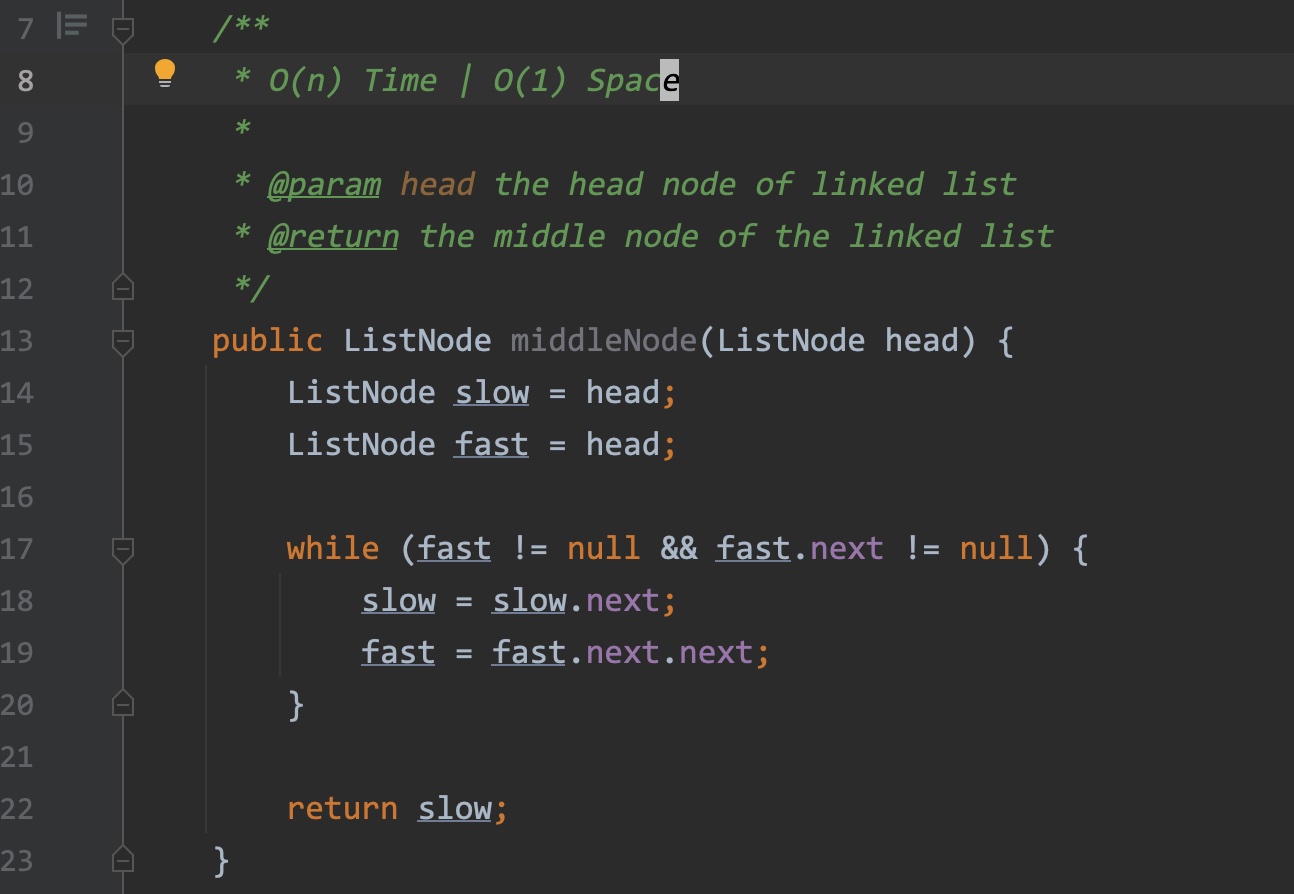 7 /**
8 * O(n) Time | O(1) Space
9 *
10 * @param head the head node of linked list
11 * @return the middle node of the linked list
12 */
13 public ListNode middleNode(ListNode head) {
14 ListNode slow = head;
15 ListNode fast = head;
16
17 while (fast != null && fast.next != null) {
18 slow = slow.next;
19 fast = fast.next.next;
20 }
21
22 return slow;
23 }